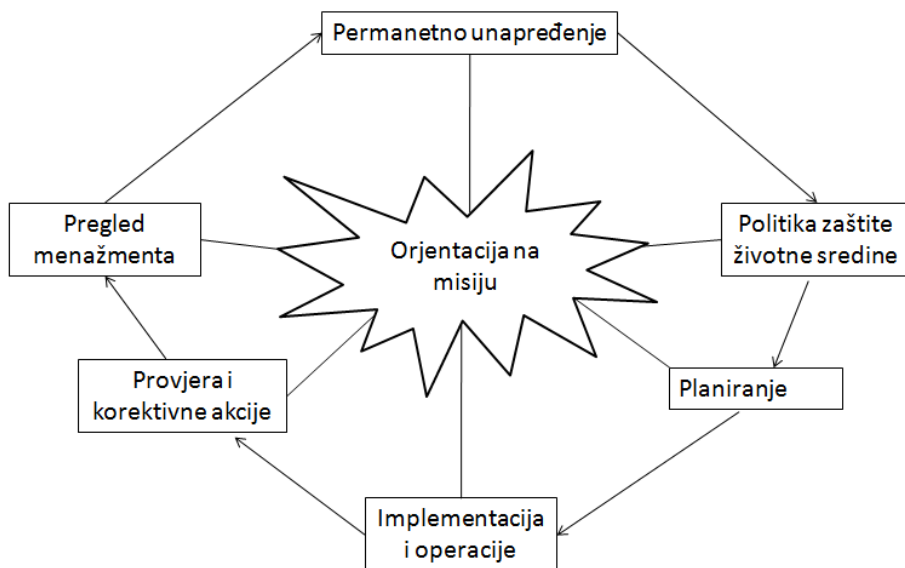 Permanetno unapređenje
Pregled
menažmenta
Orjentacija na
misiju
Politika zaštite
životne sredine
Provjera i
korektivne akcije
Planiranje
Implementacija
i operacije